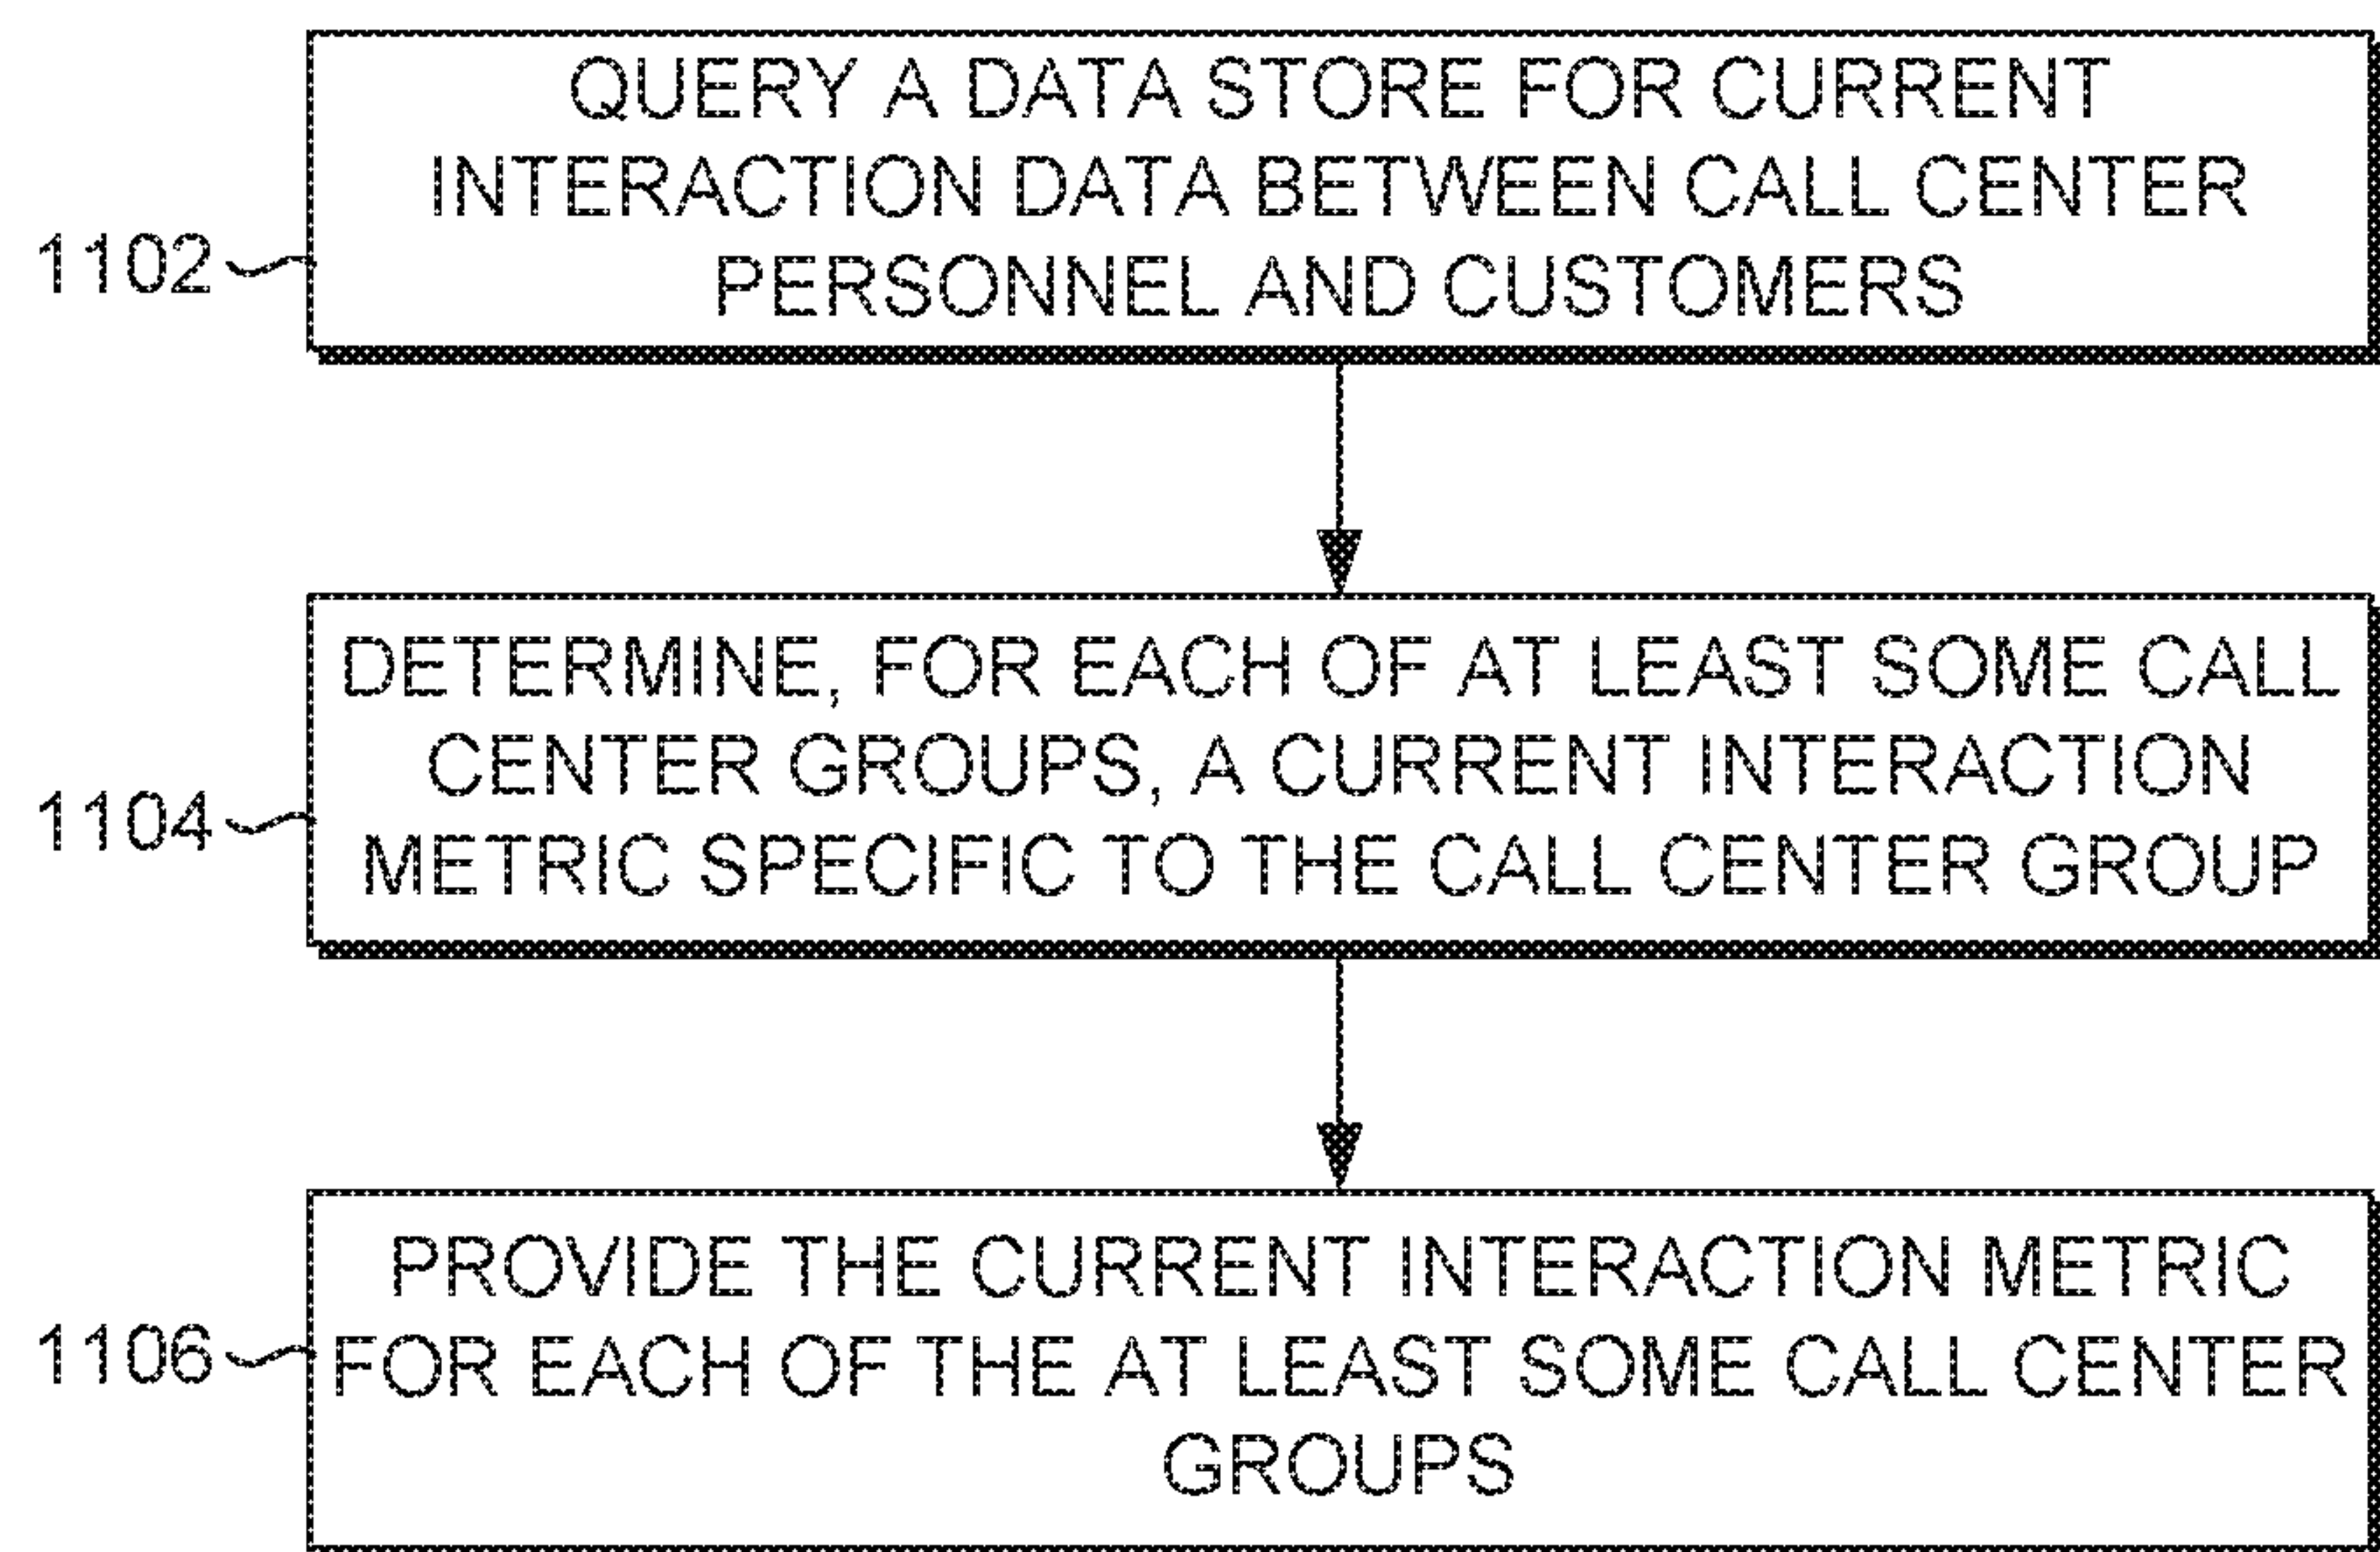 QUERY A DATA STORE FOR CURRENT
INTERACTION DATA BETWEEN CALL CENTER
PERSONNEL AND CUSTOMERS
1102
DETERMINE, FOR EACH OF AT LEAST SOME CALL
CENTER GROUPS, A CURRENT INTERACTION
METRIC SPECIFIC TO THE CALL CENTER GROUP
1104
PROVIDE THE CURRENT INTERACTION METRIC
FOR EACH OF THE AT LEAST SOME CALL CENTER
GROUPS
1106